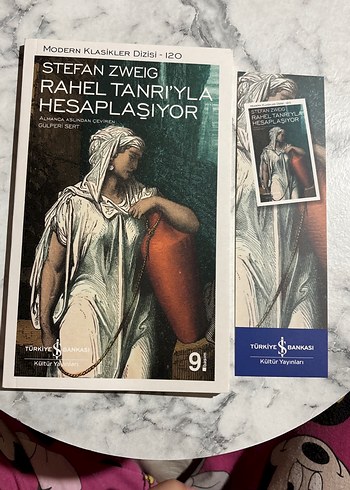 MODERN KLASİKLER DİZİSİ - 120
STEFAN ZWEIG
RAHEL TANRI'YLA
HESAPLAŞIYOR
ALMANCA ASLINDAN ÇEVİREN:
GÜLPERİ SERT
TÜRKİYE İŞ BANKASI
Kültür Yayınları
9
STEFAN ZWEIG
RAHEL TANRI'YLA
HESAPLAŞIYOR
TÜRKİYE İŞ BANKASI
Kültür Yayınları